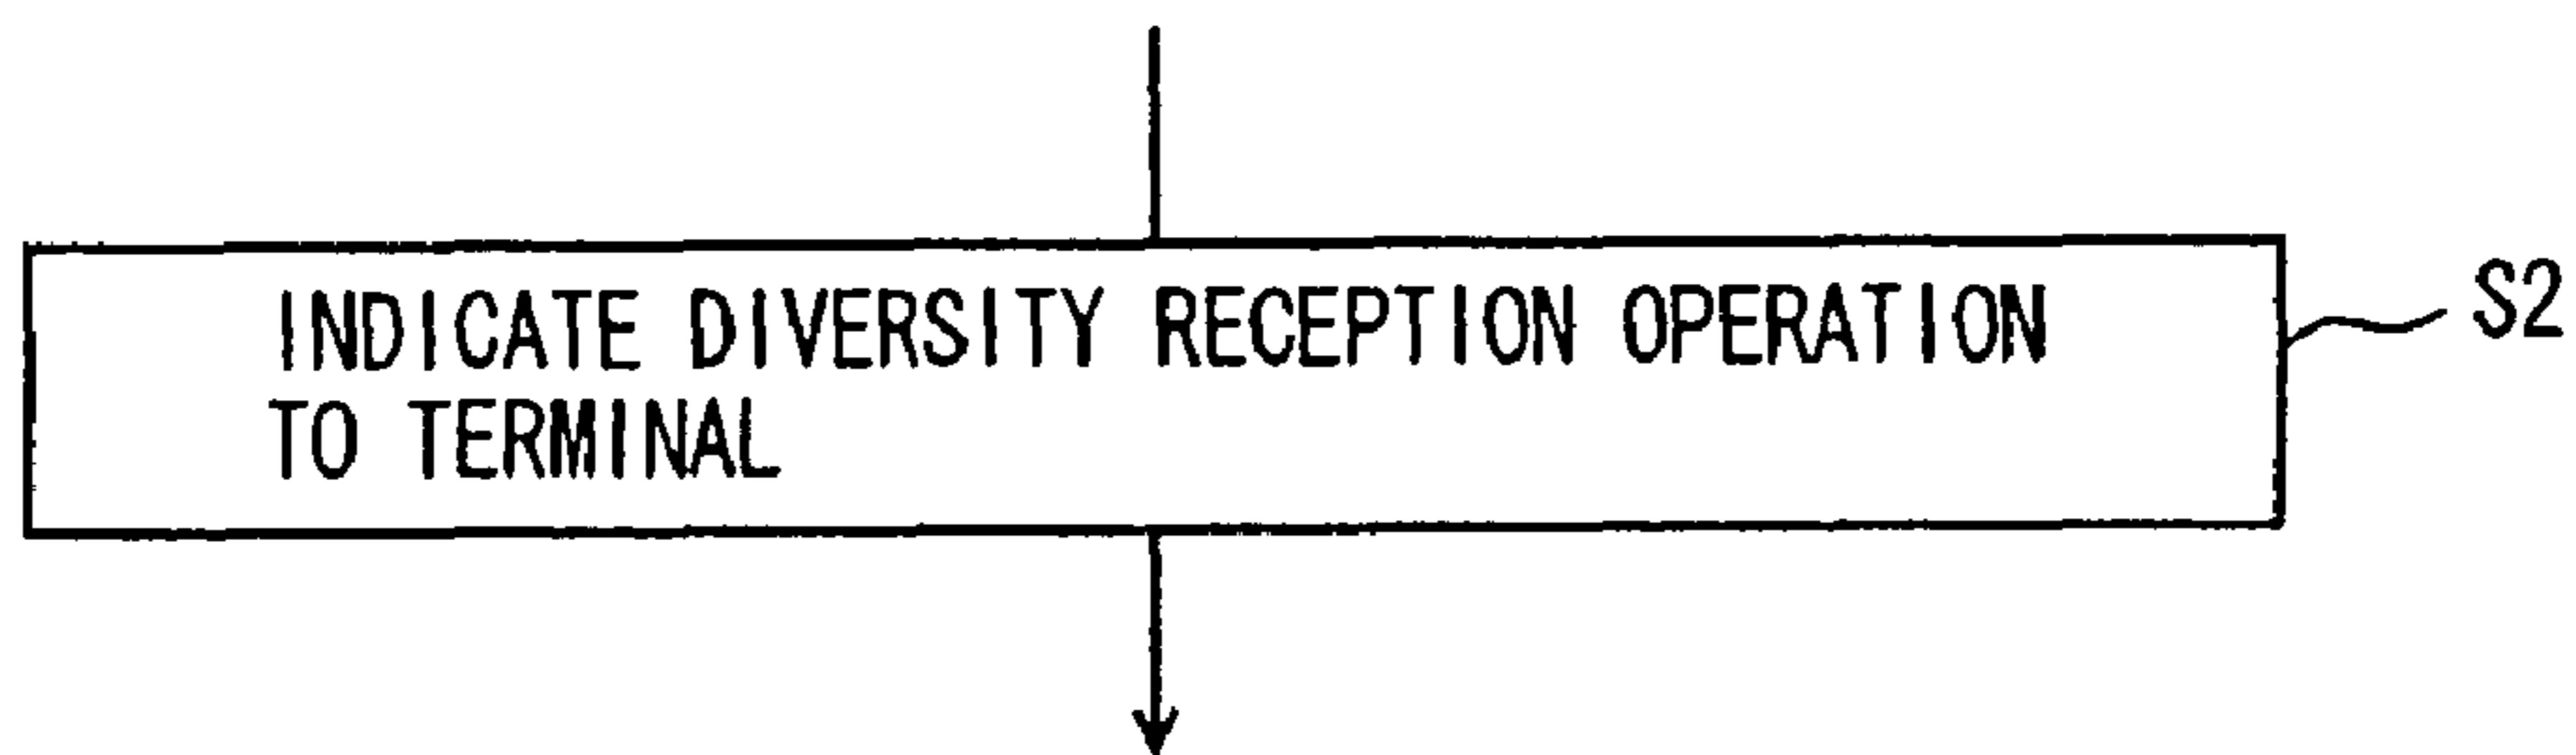 INDICATE DIVERSITY RECEPTION OPERATION
TO TERMINAL
S2